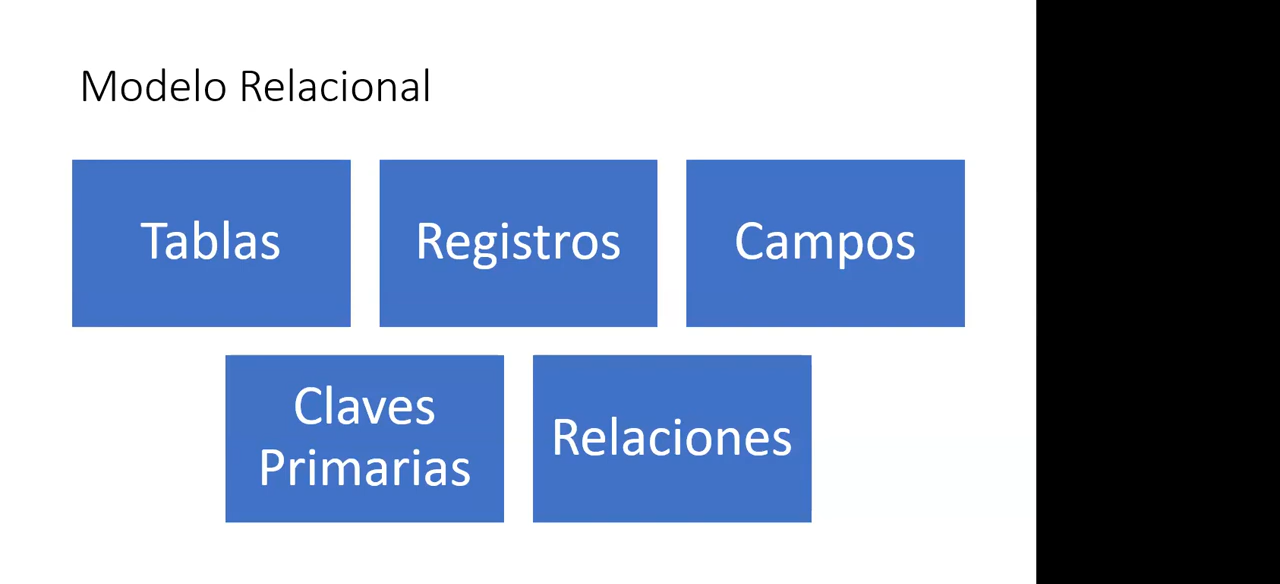 Modelo Relacional
Tablas
Registros
Campos
Claves
Primarias
Relaciones